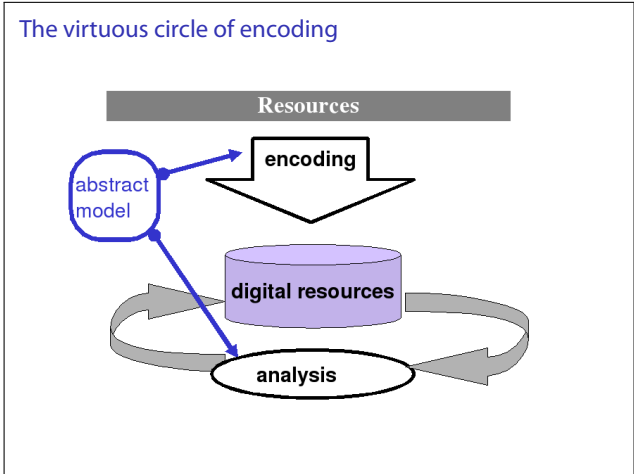 The virtuous circle of encoding
Resources
encoding
abstract
model
digital resources
analysis